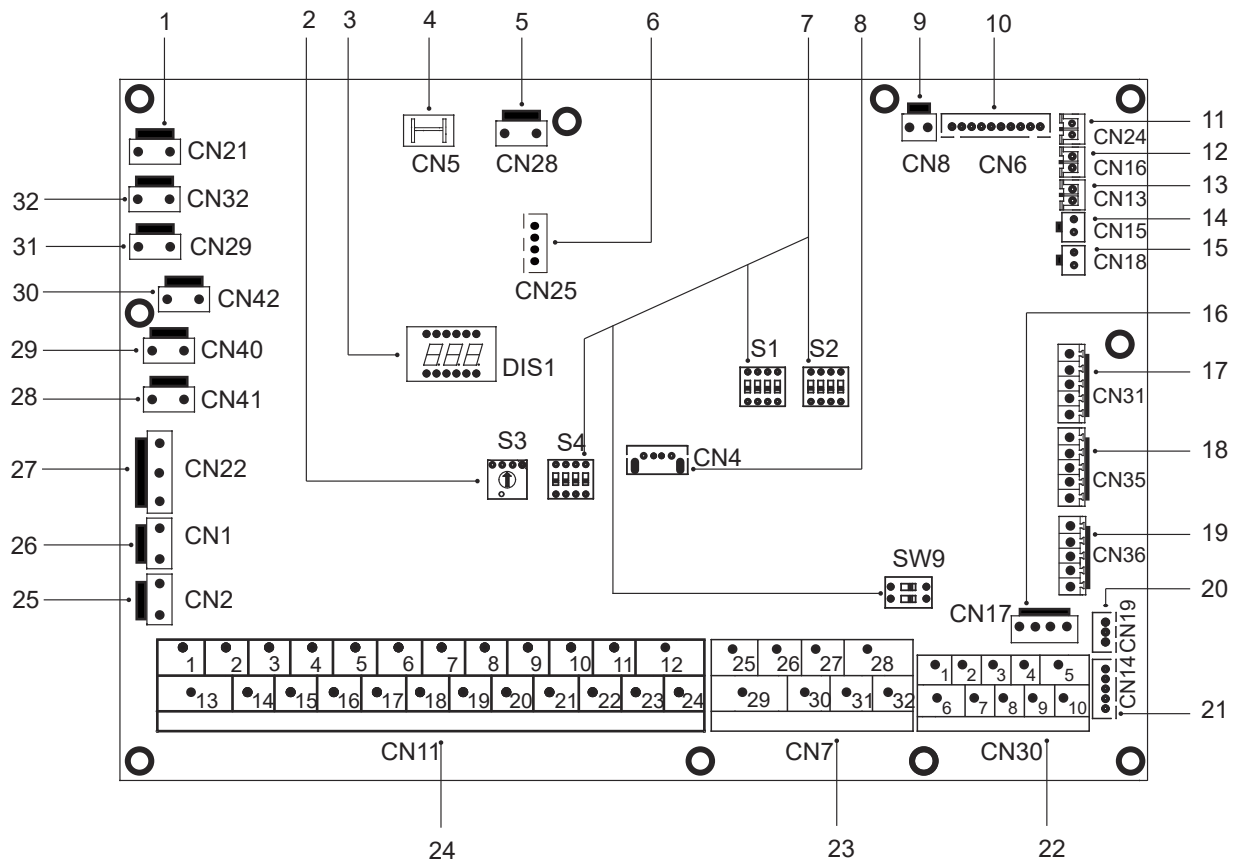 1 2 3 4 5 6 7 8 9 10
CN21
CN5
CN28
CN8
CN6
CN24
11
CN16
12
CN13
13
CN15
14
CN18
15
32
CN32
31
CN29
CN25
30
CN42
16
29
CN40
DIS1
S1
S2
28
CN41
CN31
17
S3
S4
CN4
27
CN22
CN35
18
26
CN1
CN36
19
25
CN2
SW9
CN17
CN19
20
1 2 3 4 5 6 7 8 9 10 11 12
25 26 27 28
1 2 3 4 5
13 14 15 16 17 18 19 20 21 22 23 24
29 30 31 32
6 7 8 9 10
CN14
21
CN11
CN7
CN30
24
23
22